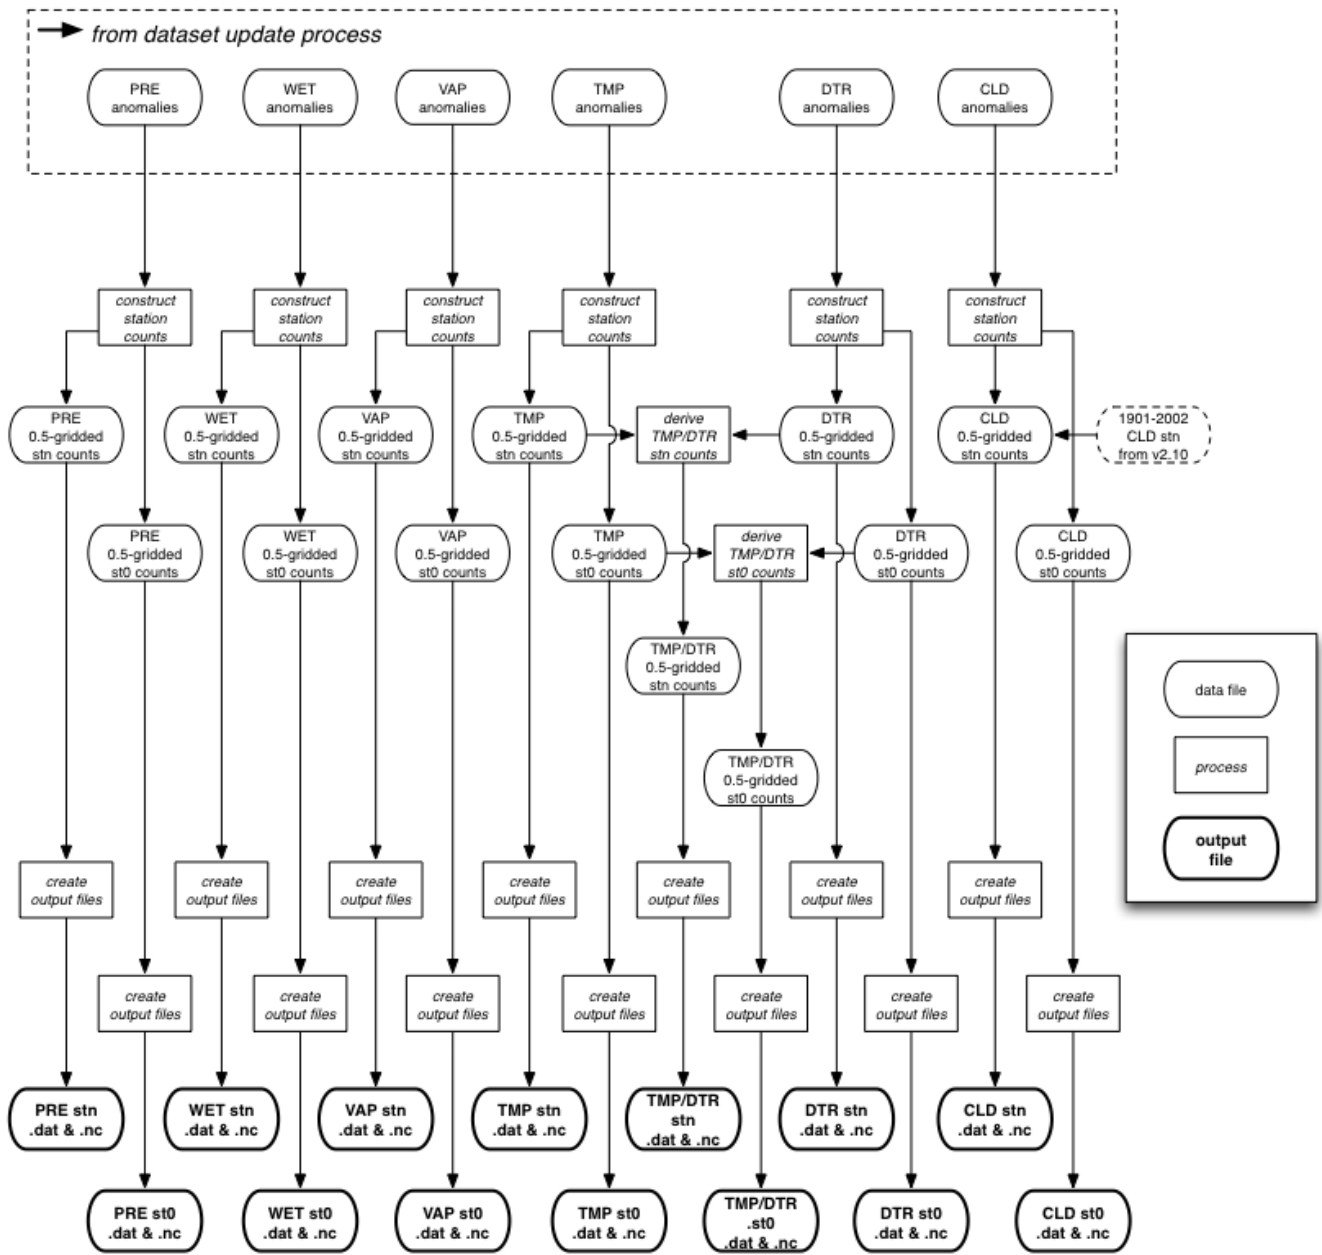 from dataset update process
PRE
anomalies
WET
anomalies
VAP
anomalies
TMP
anomalies
DTR
anomalies
CLD
anomalies
construct
station
counts
construct
station
counts
construct
station
counts
construct
station
counts
construct
station
counts
construct
station
counts
PRE
0.5-gridded
stn counts
WET
0.5-gridded
stn counts
VAP
0.5-gridded
stn counts
TMP
0.5-gridded
stn counts
derive
TMP/DTR
stn counts
DTR
0.5-gridded
stn counts
CLD
0.5-gridded
stn counts
1901-2002
CLD stn
from v2.10
PRE
0.5-gridded
st0 counts
WET
0.5-gridded
st0 counts
VAP
0.5-gridded
st0 counts
TMP
0.5-gridded
st0 counts
derive
TMP/DTR
st0 counts
DTR
0.5-gridded
st0 counts
CLD
0.5-gridded
st0 counts
TMP/DTR
0.5-gridded
stn counts
TMP/DTR
0.5-gridded
st0 counts
data file
process
output
file
create
output files
create
output files
create
output files
create
output files
create
output files
create
output files
create
output files
create
output files
create
output files
create
output files
create
output files
create
output files
create
output files
create
output files
PRE stn
.dat & .nc
WET stn
.dat & .nc
VAP stn
.dat & .nc
TMP stn
.dat & .nc
TMP/DTR
stn
.dat & .nc
DTR stn
.dat & .nc
CLD stn
.dat & .nc
PRE st0
.dat & .nc
WET st0
.dat & .nc
VAP st0
.dat & .nc
TMP st0
.dat & .nc
TMP/DTR
.st0
.dat & .nc
DTR st0
.dat & .nc
CLD st0
.dat & .nc